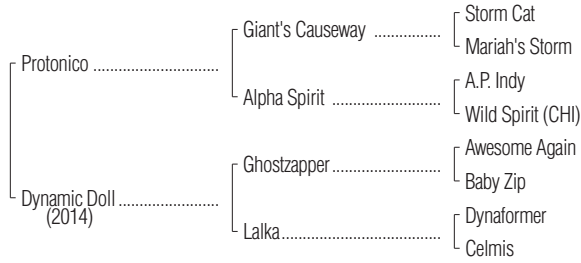 Storm Cat
Giant's Causeway
Mariah's Storm
Protonico
A.P. Indy
Alpha Spirit
Wild Spirit (CHI)
Awesome Again
Ghostzapper
Baby Zip
Dynamic Doll
(2014)
Dynaformer
Lalka
Celmis